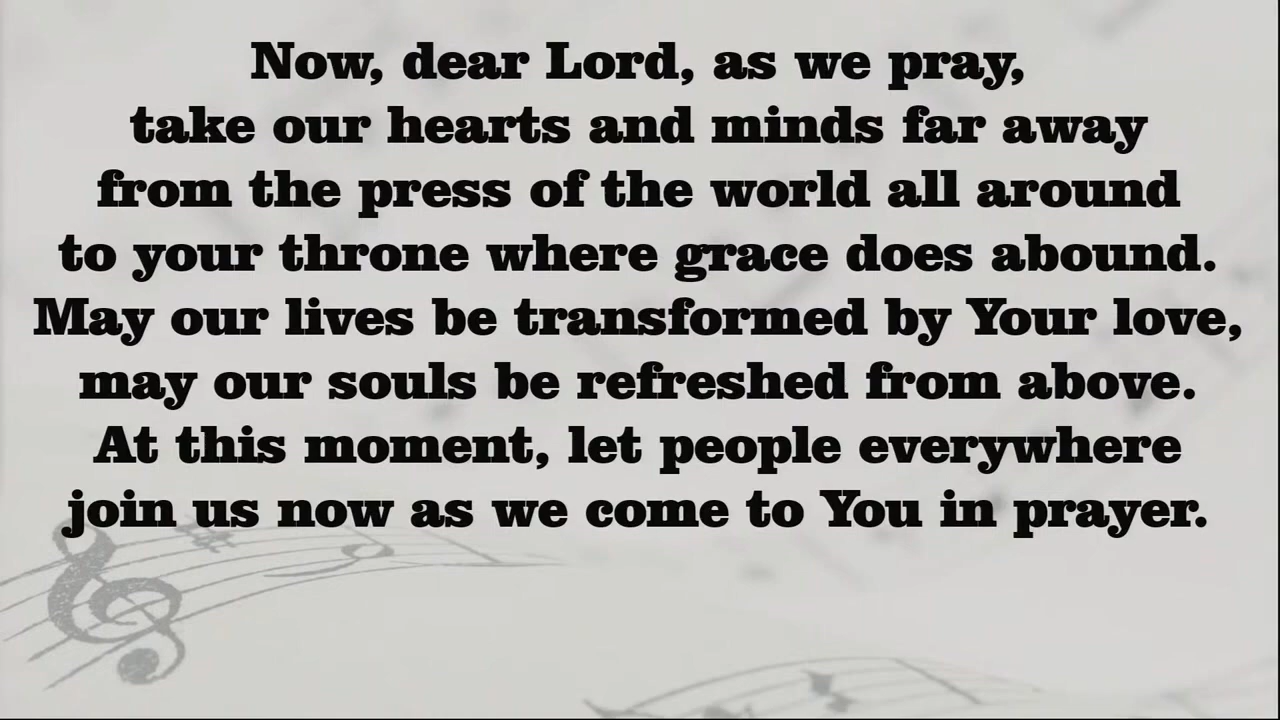 Now, dear Lord, as we pray,
take our hearts and minds far away
from the press of the world all around
to your throne where grace does abound.
May our lives be transformed by Your love,
may our souls be refreshed from above.
At this moment, let people everywhere
join us now as we come to You in prayer.